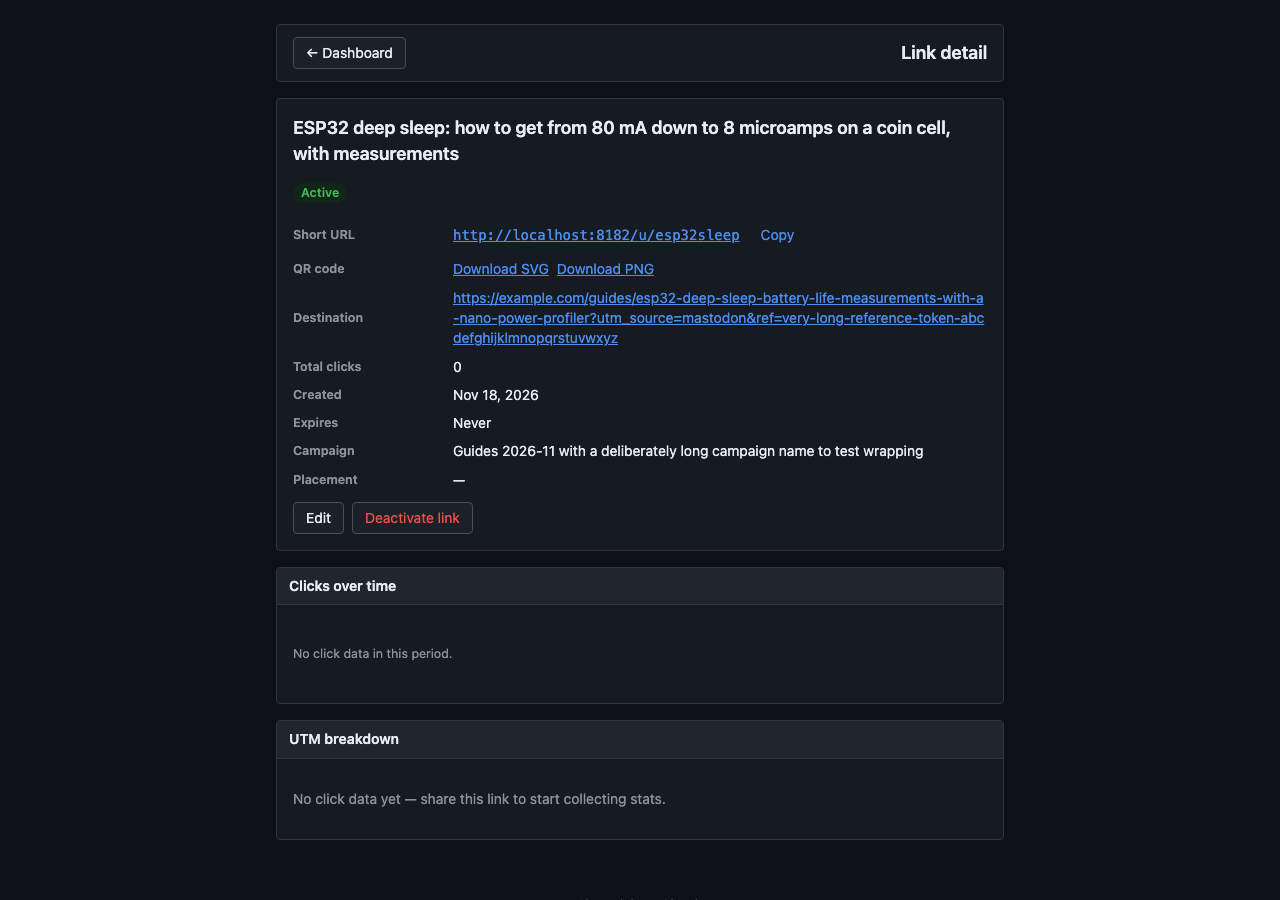 ← Dashboard
Link detail
ESP32 deep sleep: how to get from 80 mA down to 8 microamps on a coin cell,
with measurements
Active
Short URL
http://localhost:8182/u/esp32sleep Copy
QR code
Download SVG Download PNG
Destination
https://example.com/guides/esp32-deep-sleep-battery-life-measurements-with-a
-nano-power-profiler?utm_source=mastodon&ref=very-long-reference-token-abc
defghijklmnopqrstuvwxyz
Total clicks
0
Created
Nov 18, 2026
Expires
Never
Campaign
Guides 2026-11 with a deliberately long campaign name to test wrapping
Placement
—
Edit
Deactivate link
Clicks over time
No click data in this period.
UTM breakdown
No click data yet — share this link to start collecting stats.